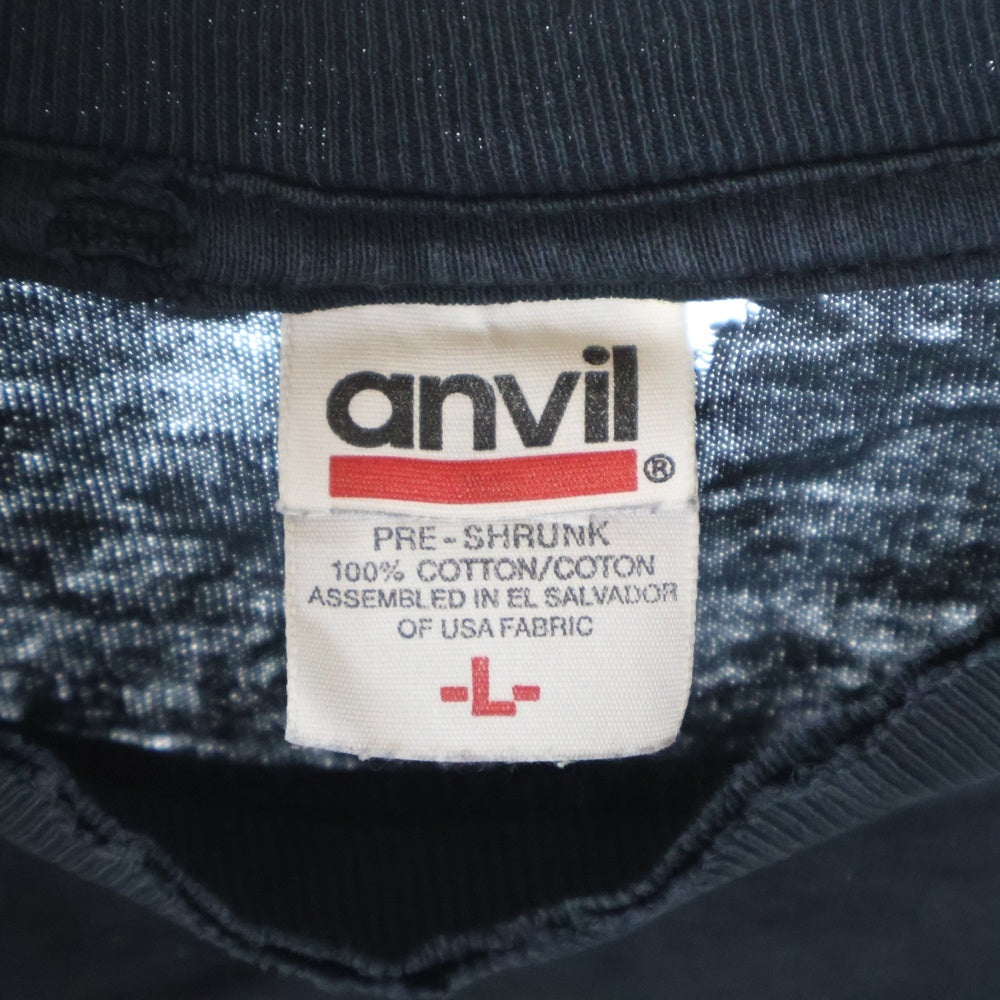 anvil
®
PRE-SHRUNK
100% COTTON/COTON
ASSEMBLED IN EL SALVADOR
OF USA FABRIC
-L-